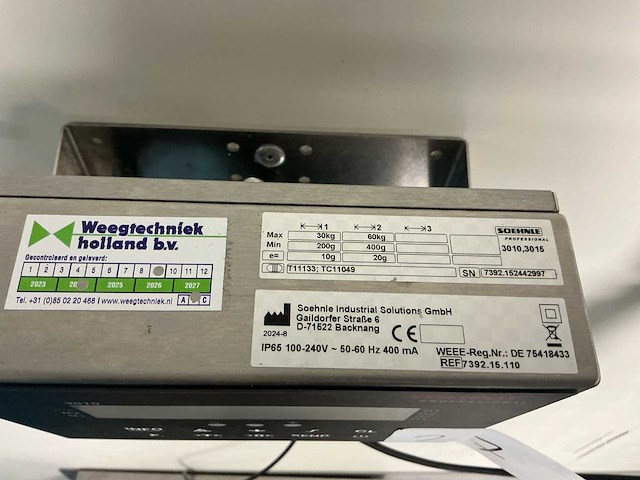 Weegtechniek
holland b.v.
Gecontroleerd en geleverd:
1 2 3 4 5 6 7 8 10 11 12
2023 2025 2026 2027
Tel. +31 (0)85 02 20 468 I www.weegtechniek.nl A C
1 2 3
Max 30kg 60kg
Min 200g 400g
e= 10g 20g
T11133; TC11049
SOEHNLE
PROFESSIONAL
3010,3015
SN 7392.152442997
Soehnle Industrial Solutions GmbH
Gaildorfer Straße 6
D-71522 Backnang
2024-8
CE
IP65 100-240V ~ 50-60 Hz 400 mA
WEEE-Reg.Nr.: DE 75418433
REF 7392.15.110
3010
INFO
SEND